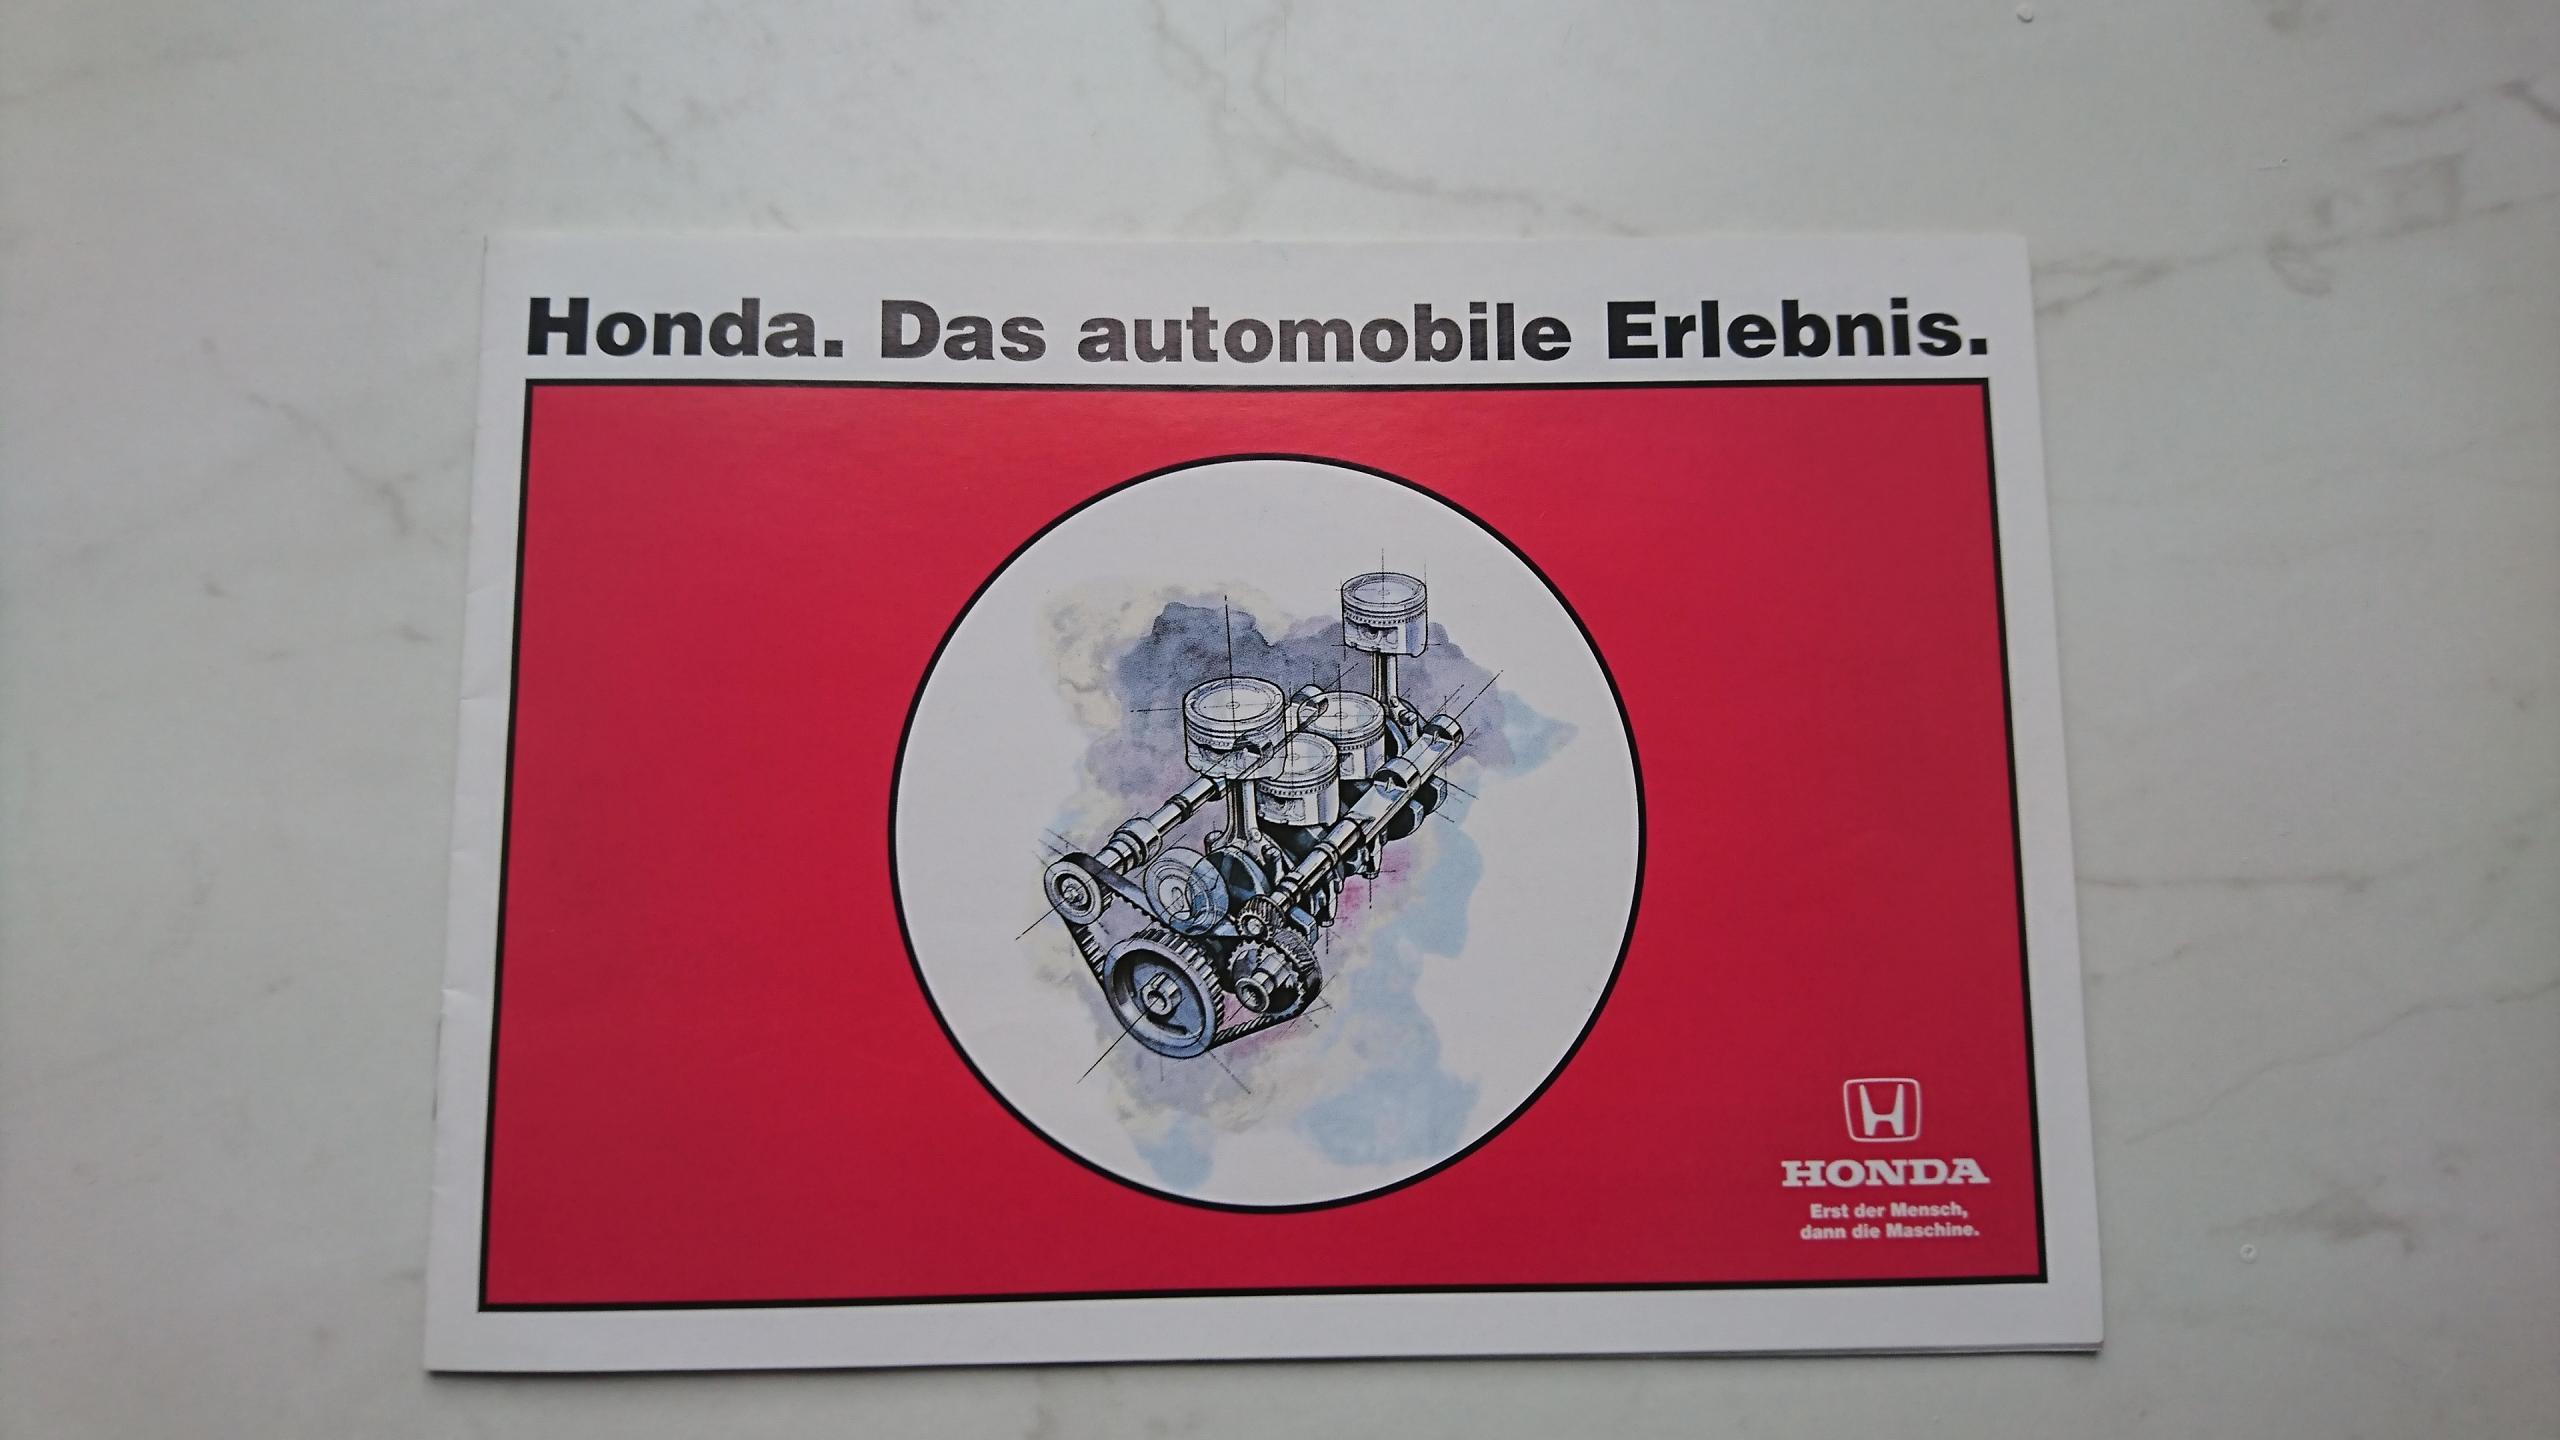 Honda. Das automobile Erlebnis.
HONDA
Erst der Mensch,
dann die Maschine.